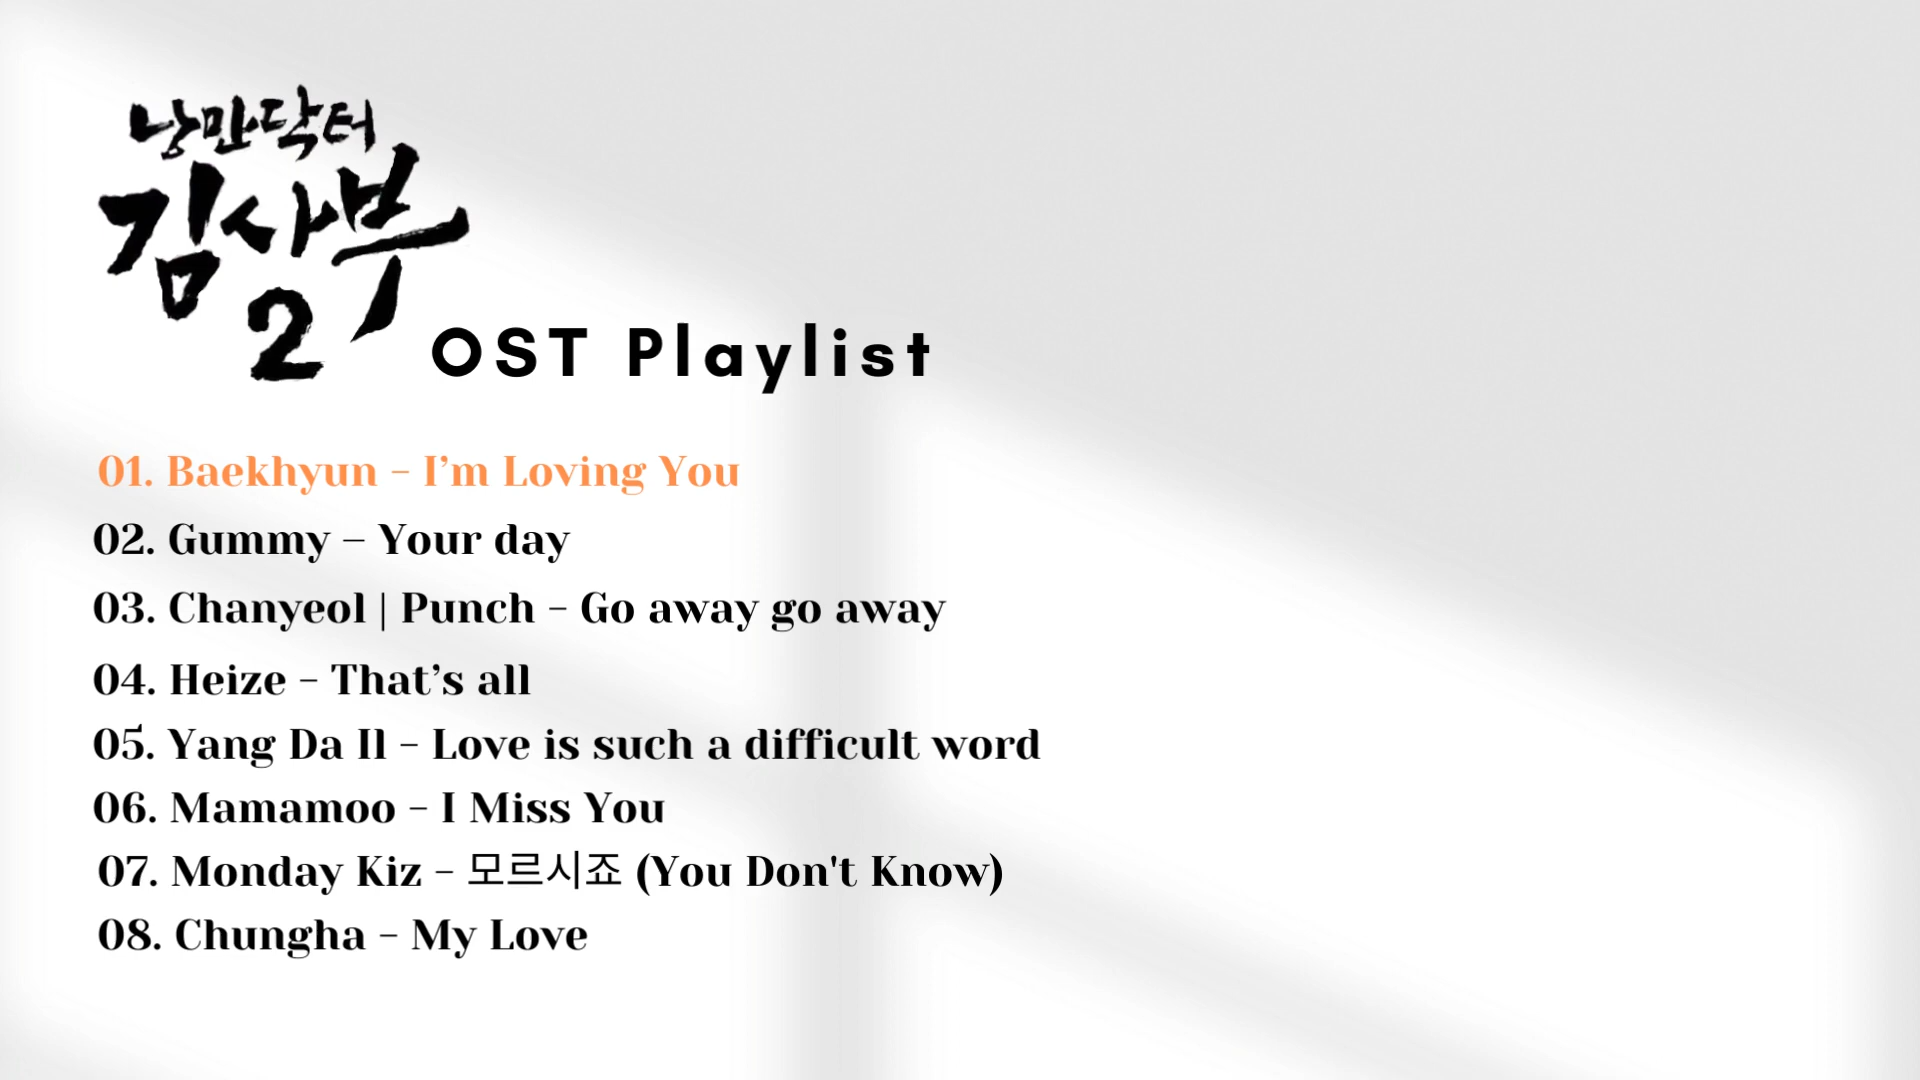 낭만닥터
김사부
2 OST Playlist
01. Baekhyun - I’m Loving You
02. Gummy – Your day
03. Chanyeol | Punch - Go away go away
04. Heize - That’s all
05. Yang Da Il - Love is such a difficult word
06. Mamamoo - I Miss You
07. Monday Kiz - 모르시죠 (You Don't Know)
08. Chungha - My Love